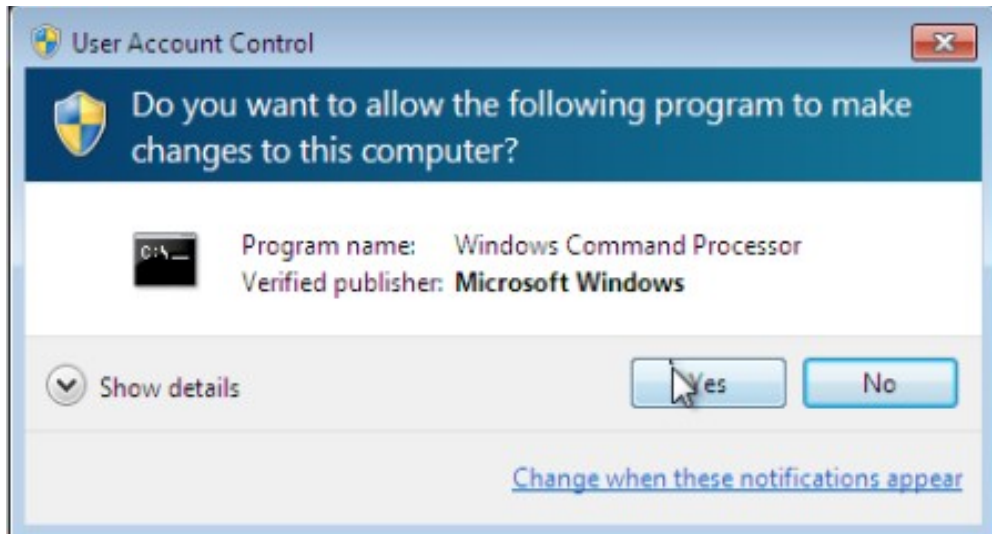 User Account Control
Do you want to allow the following program to make
changes to this computer?
C:\_
Program name: Windows Command Processor
Verified publisher: Microsoft Windows
Show details
Yes
No
Change when these notifications appear